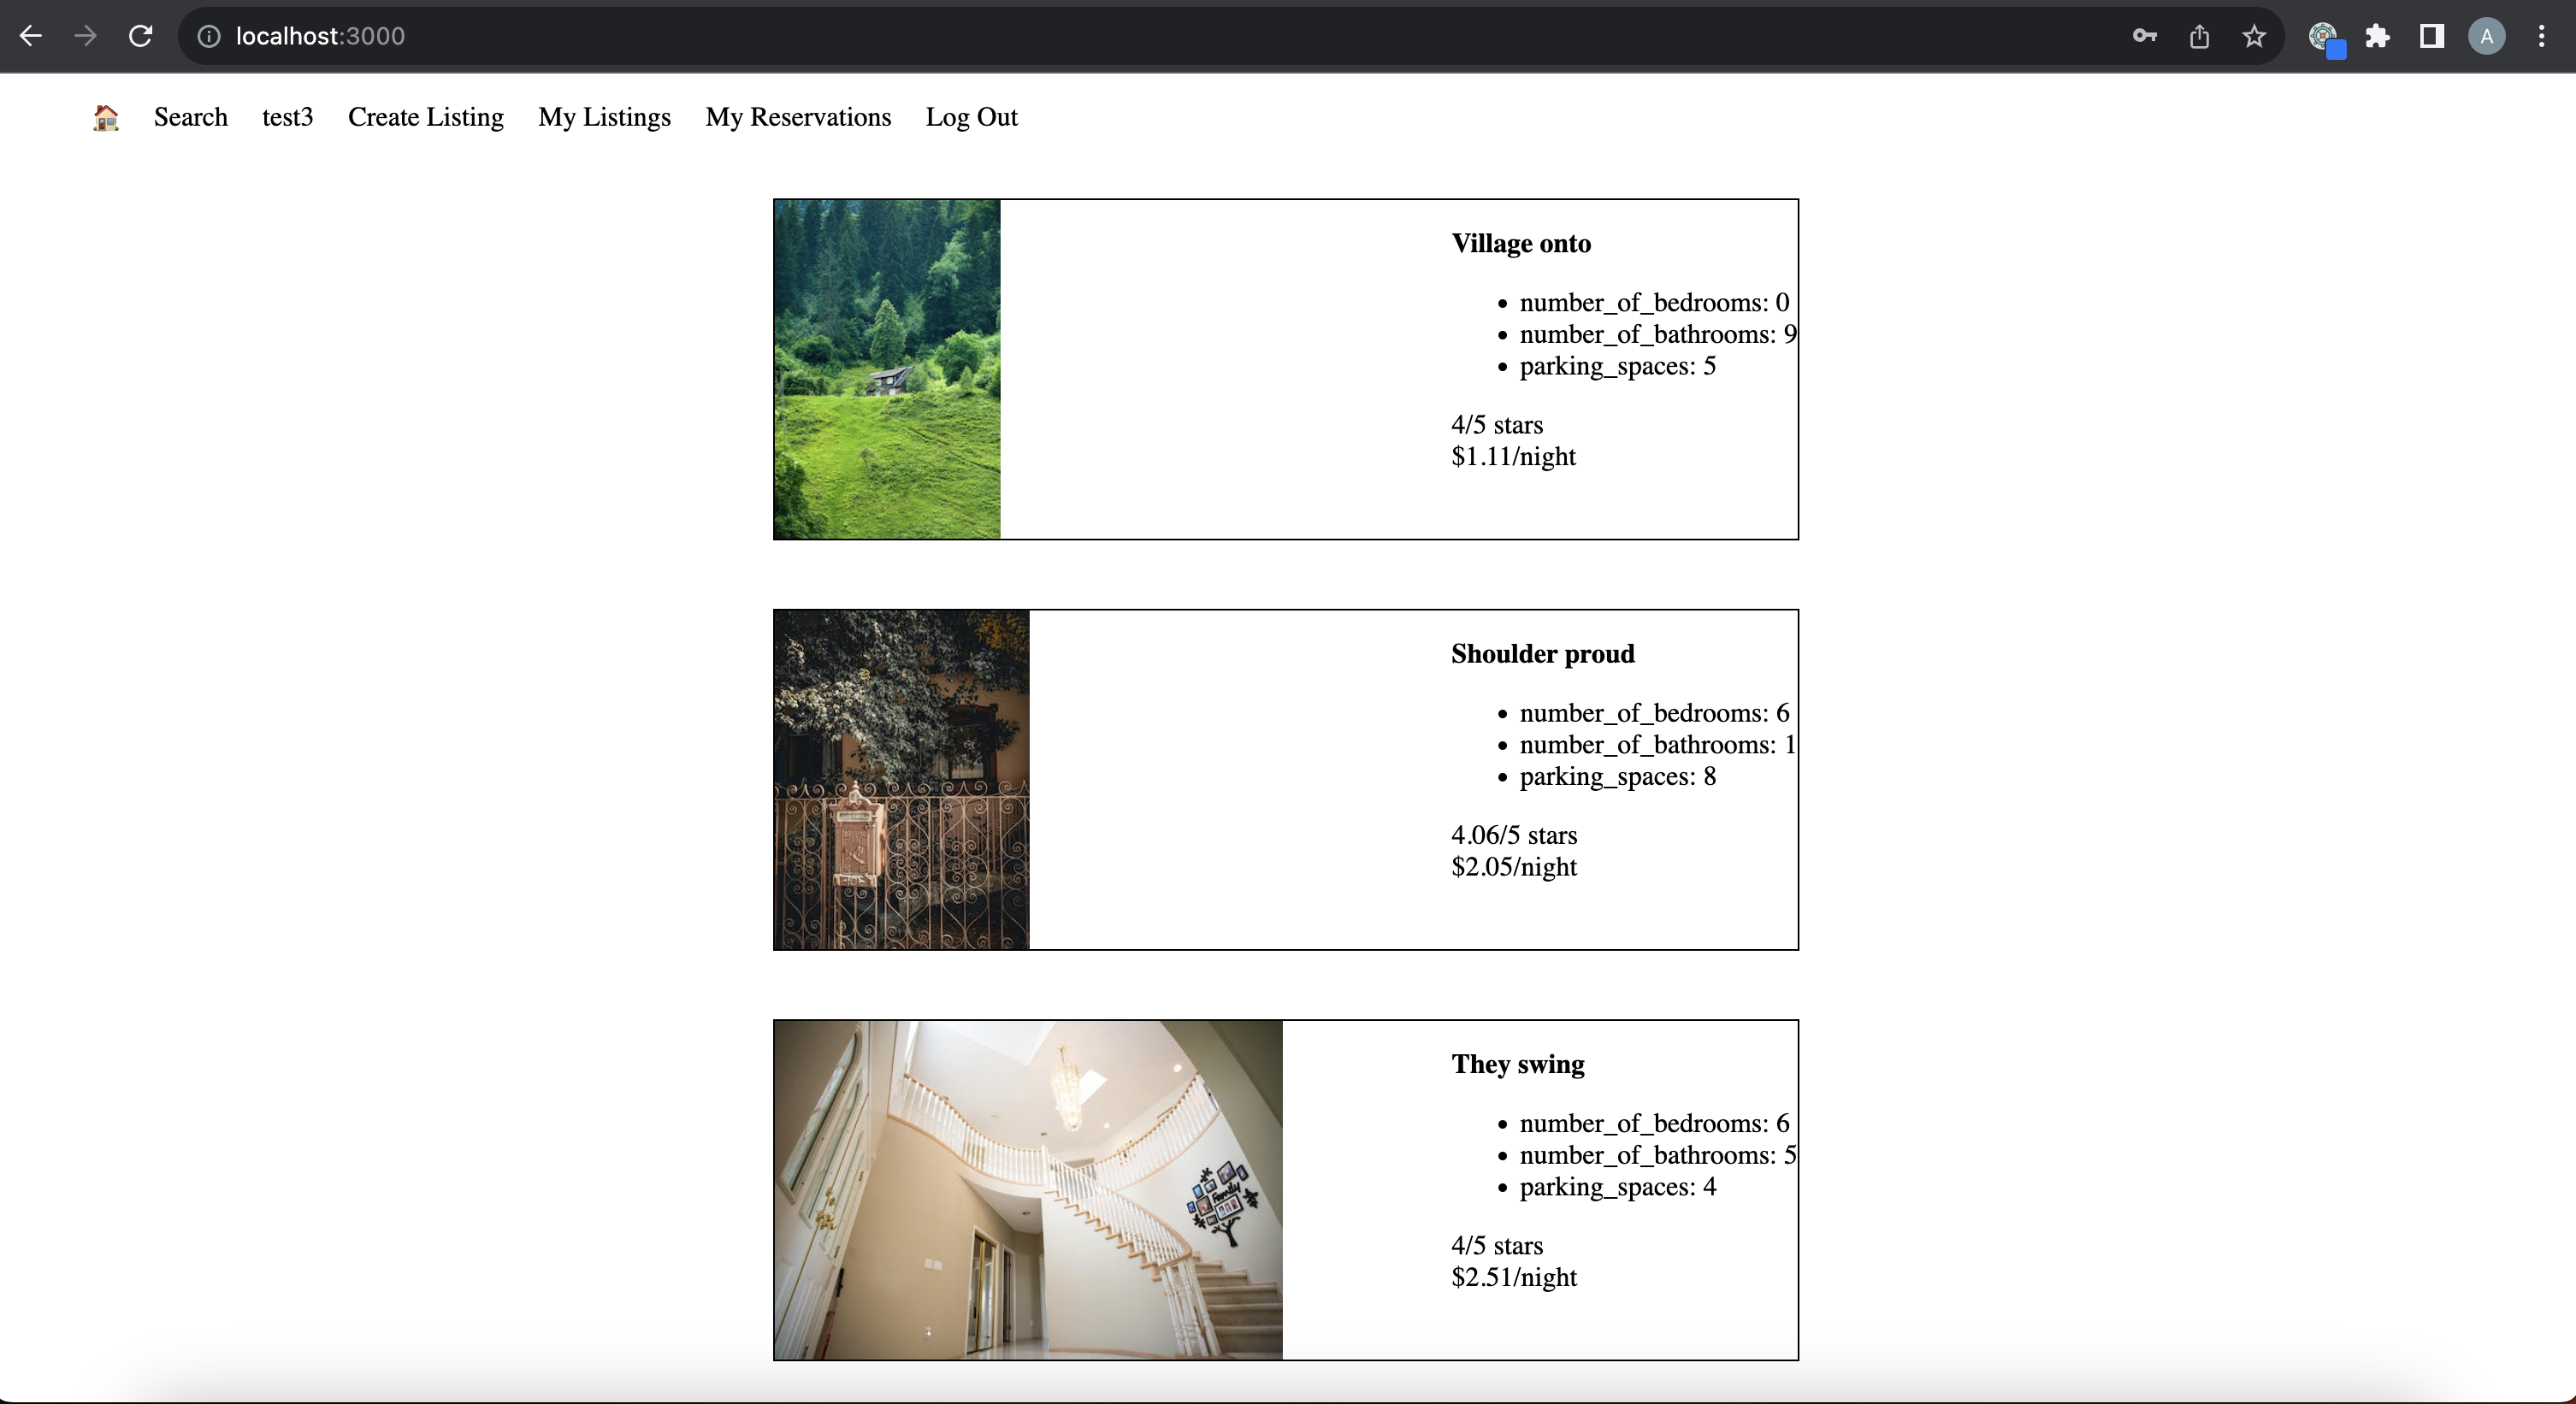 localhost:3000
A
Search test3 Create Listing My Listings My Reservations Log Out
Village onto
number_of_bedrooms: 0
number_of_bathrooms: 9
parking_spaces: 5
4/5 stars
$1.11/night
Shoulder proud
number_of_bedrooms: 6
number_of_bathrooms: 1
parking_spaces: 8
4.06/5 stars
$2.05/night
They swing
number_of_bedrooms: 6
number_of_bathrooms: 5
parking_spaces: 4
4/5 stars
$2.51/night
Family